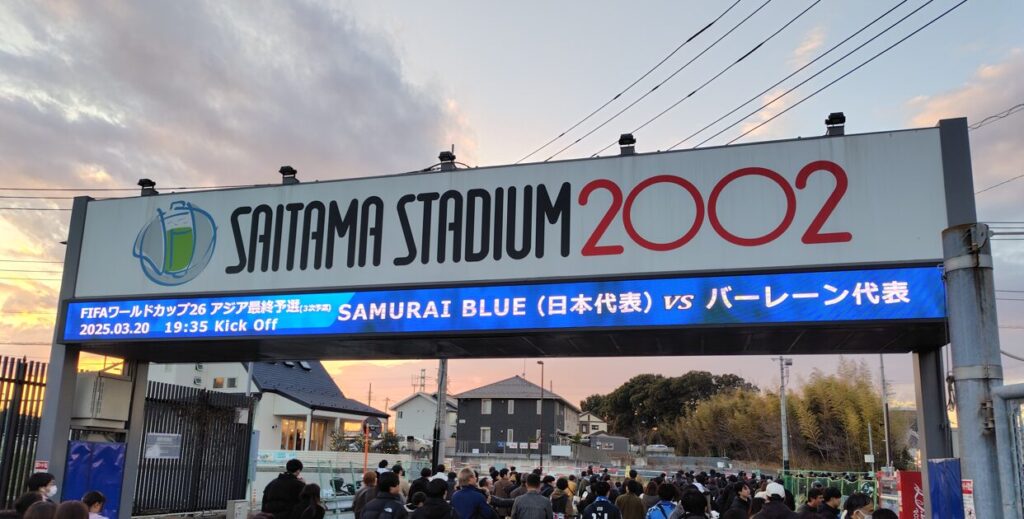 SAITAMA STADIUM 2002
FIFAワールドカップ26 アジア最終予選(3次予選)
2025.03.20 19:35 Kick Off
SAMURAI BLUE (日本代表) VS バーレーン代表